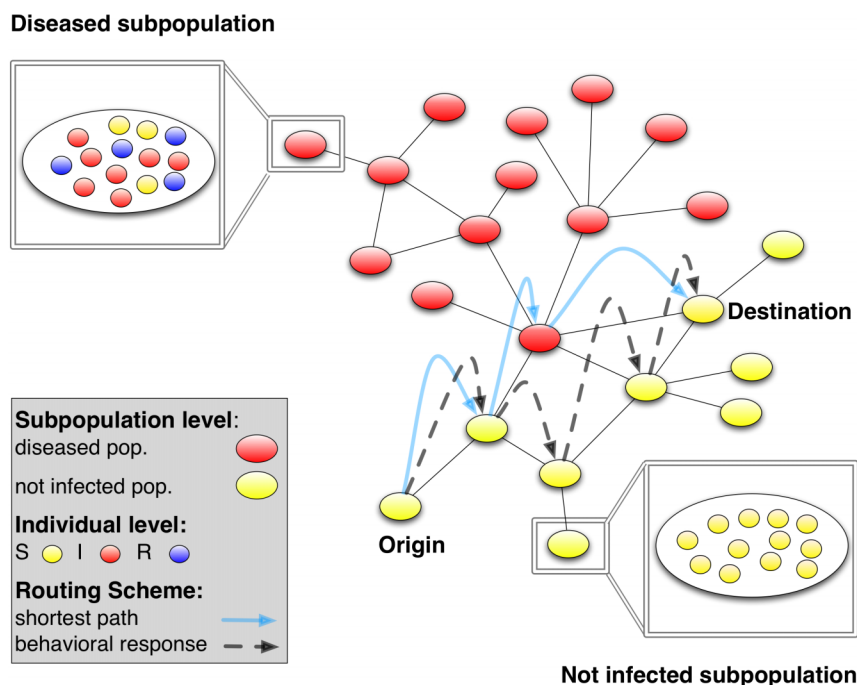 Diseased subpopulation
Destination
Subpopulation level:
diseased pop.
not infected pop.
Individual level:
S I R
Routing Scheme:
shortest path
behavioral response
Origin
Not infected subpopulation